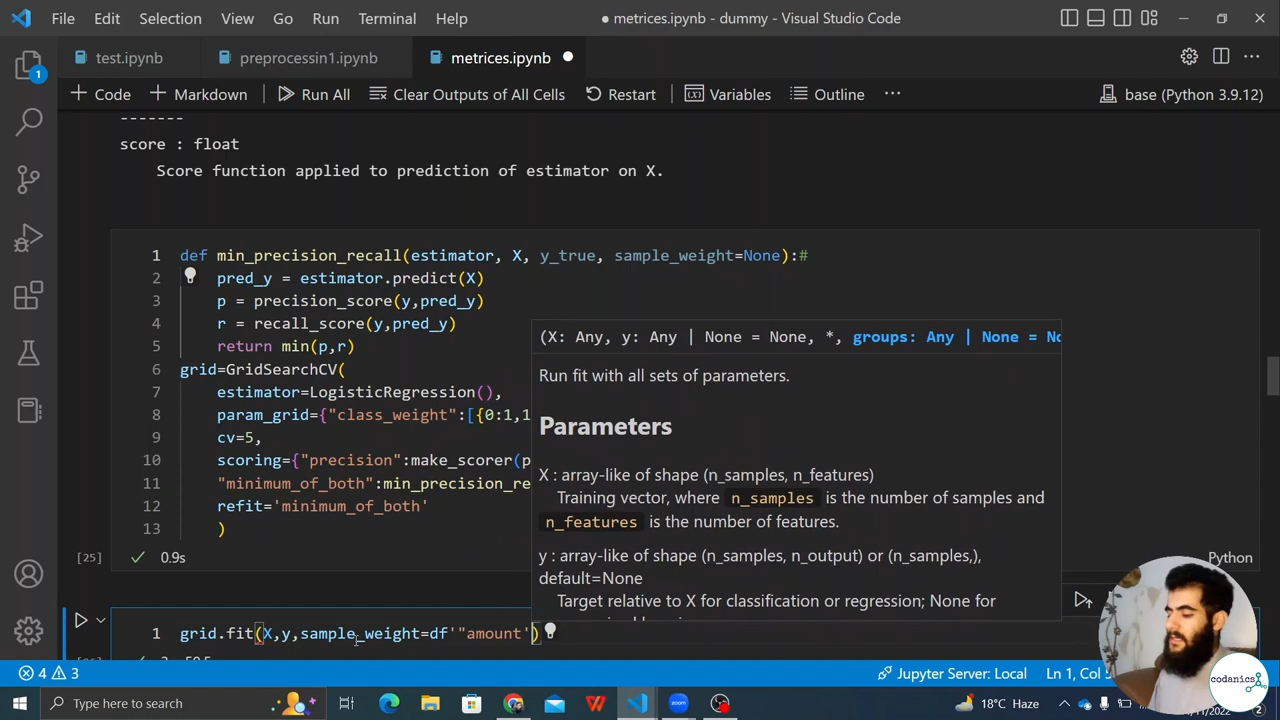 File Edit Selection View Go Run Terminal Help
● metrices.ipynb - dummy - Visual Studio Code
test.ipynb preprocessin1.ipynb metrices.ipynb
+ Code + Markdown Run All Clear Outputs of All Cells Restart Variables Outline ... base (Python 3.9.12)
-------
score : float
Score function applied to prediction of estimator on X.
1 def min_precision_recall(estimator, X, y_true, sample_weight=None):#
2 pred_y = estimator.predict(X)
3 p = precision_score(y,pred_y)
4 r = recall_score(y,pred_y)
5 return min(p,r)
6 grid=GridSearchCV(
7 estimator=LogisticRegression(),
8 param_grid={"class_weight":[{0:1,1
9 cv=5,
10 scoring={"precision":make_scorer(p
11 "minimum_of_both":min_precision_re
12 refit='minimum_of_both'
13 )
[25] 0.9s Python
(X: Any, y: Any | None = None, *, groups: Any | None = No
Run fit with all sets of parameters.
Parameters
X : array-like of shape (n_samples, n_features)
Training vector, where n_samples is the number of samples and
n_features is the number of features.
y : array-like of shape (n_samples, n_output) or (n_samples,),
default=None
Target relative to X for classification or regression; None for
1 grid.fit(X,y,sample_weight=df'"amount')
4 3 Jupyter Server: Local Ln 1, Col
Type here to search 18°C Haze
codanics
1
2